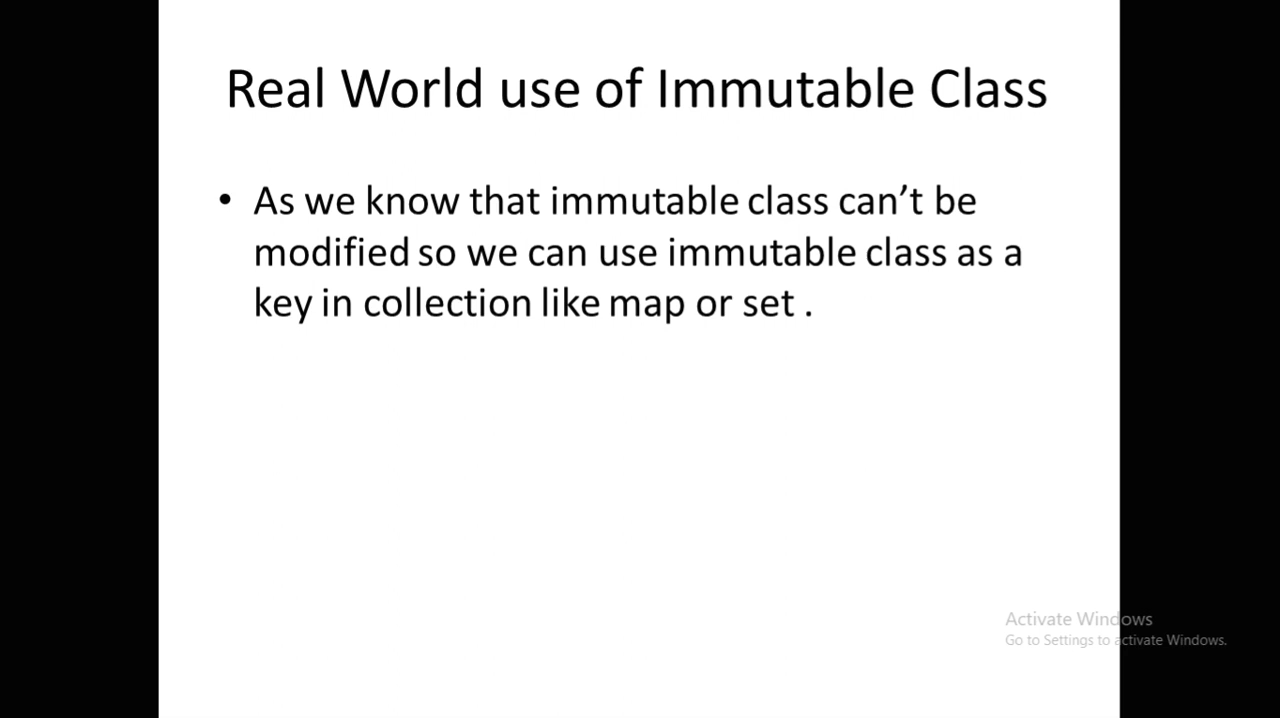 Real World use of Immutable Class
• As we know that immutable class can’t be
modified so we can use immutable class as a
key in collection like map or set .
Activate Windows
Go to Settings to activate Windows.